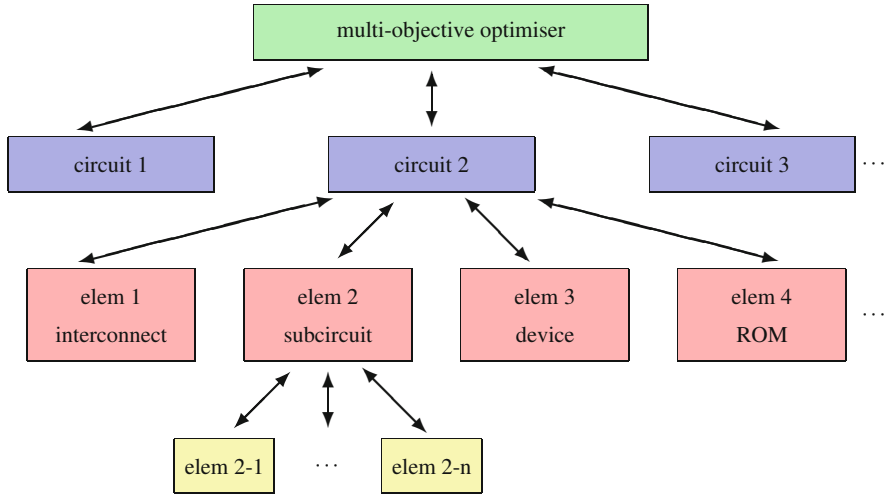 multi-objective optimiser
circuit 1
circuit 2
circuit 3
...
elem 1
interconnect
elem 2
subcircuit
elem 3
device
elem 4
ROM
...
elem 2-1
...
elem 2-n